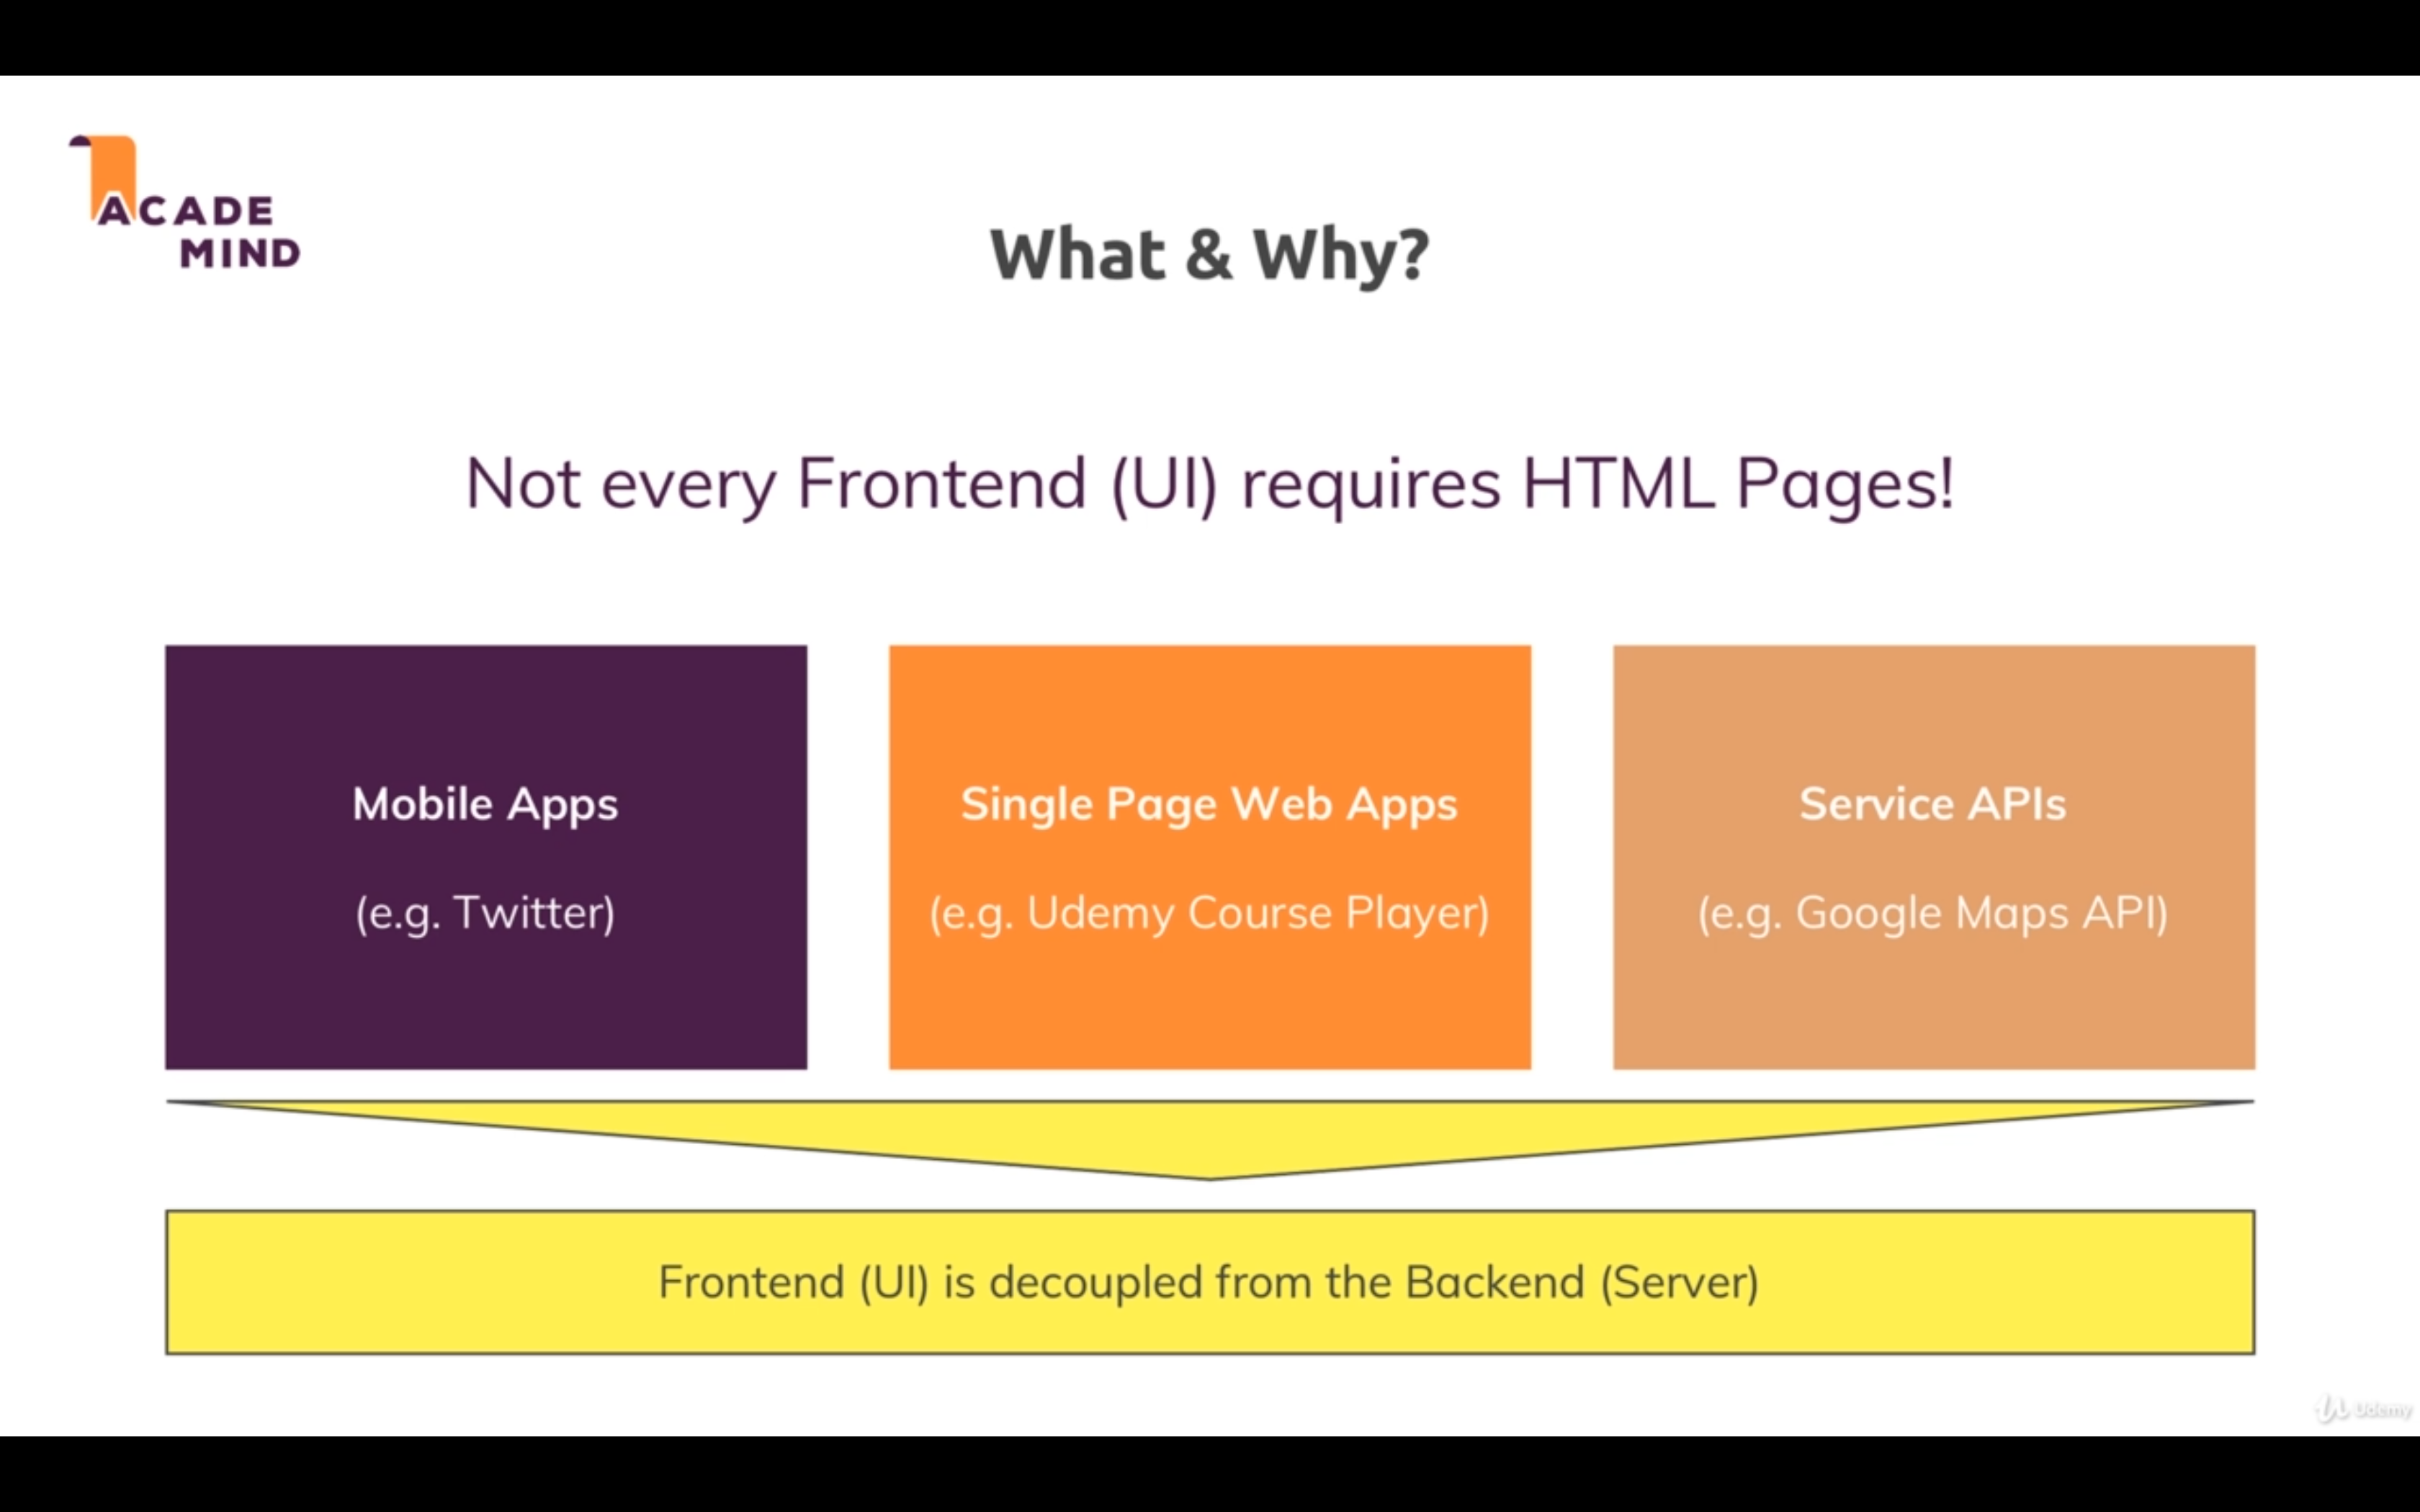 ACADE
MIND
What & Why?
Not every Frontend (UI) requires HTML Pages!
Mobile Apps
(e.g. Twitter)
Single Page Web Apps
(e.g. Udemy Course Player)
Service APIs
(e.g. Google Maps API)
Frontend (UI) is decoupled from the Backend (Server)
Udemy